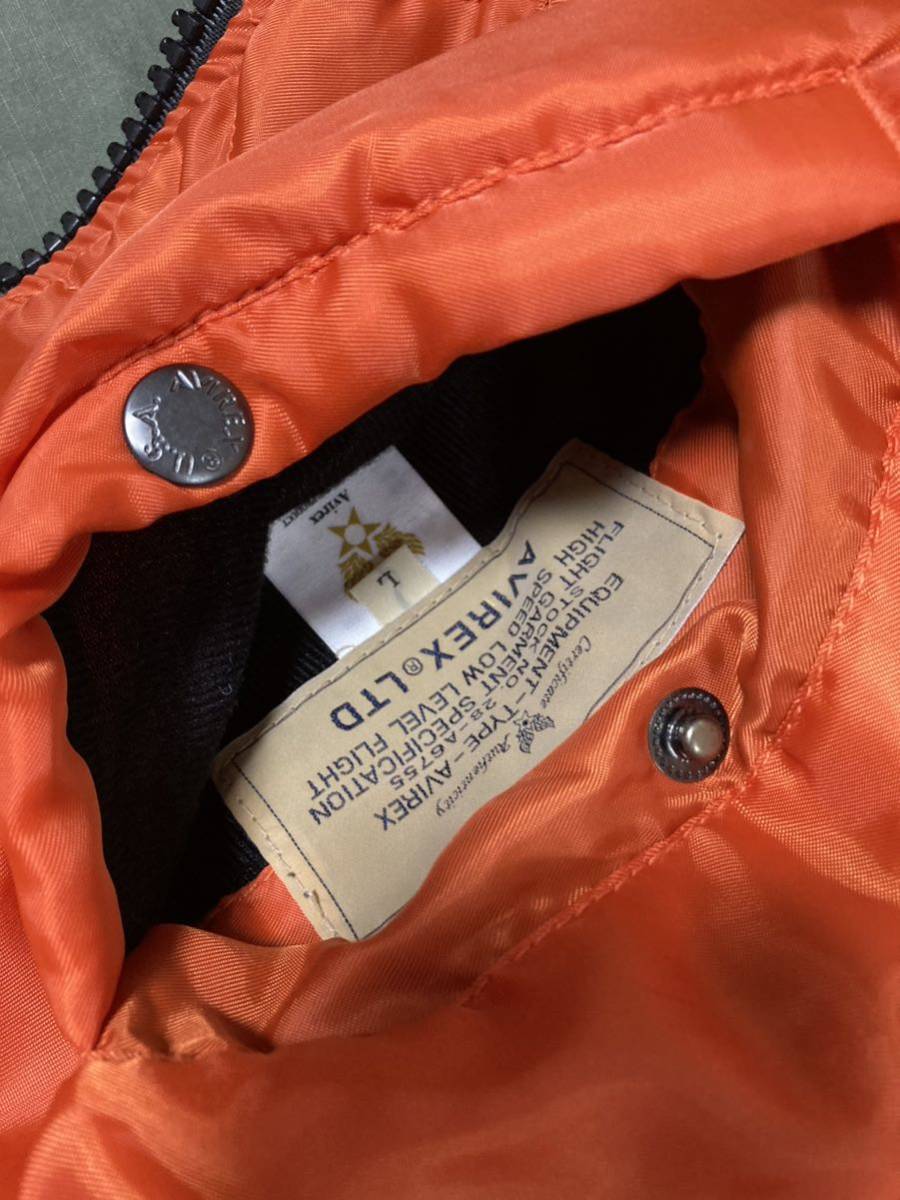 AVIREX®
U.S.A.
Avirex
L
Certificate
Authenticity
EQUIPMENT-TYPE-AVIREX
STOCK NO. 28-A6755
FLIGHT GARMENT SPECIFICATION
HIGH SPEED LOW LEVEL FLIGHT
AVIREX®LTD